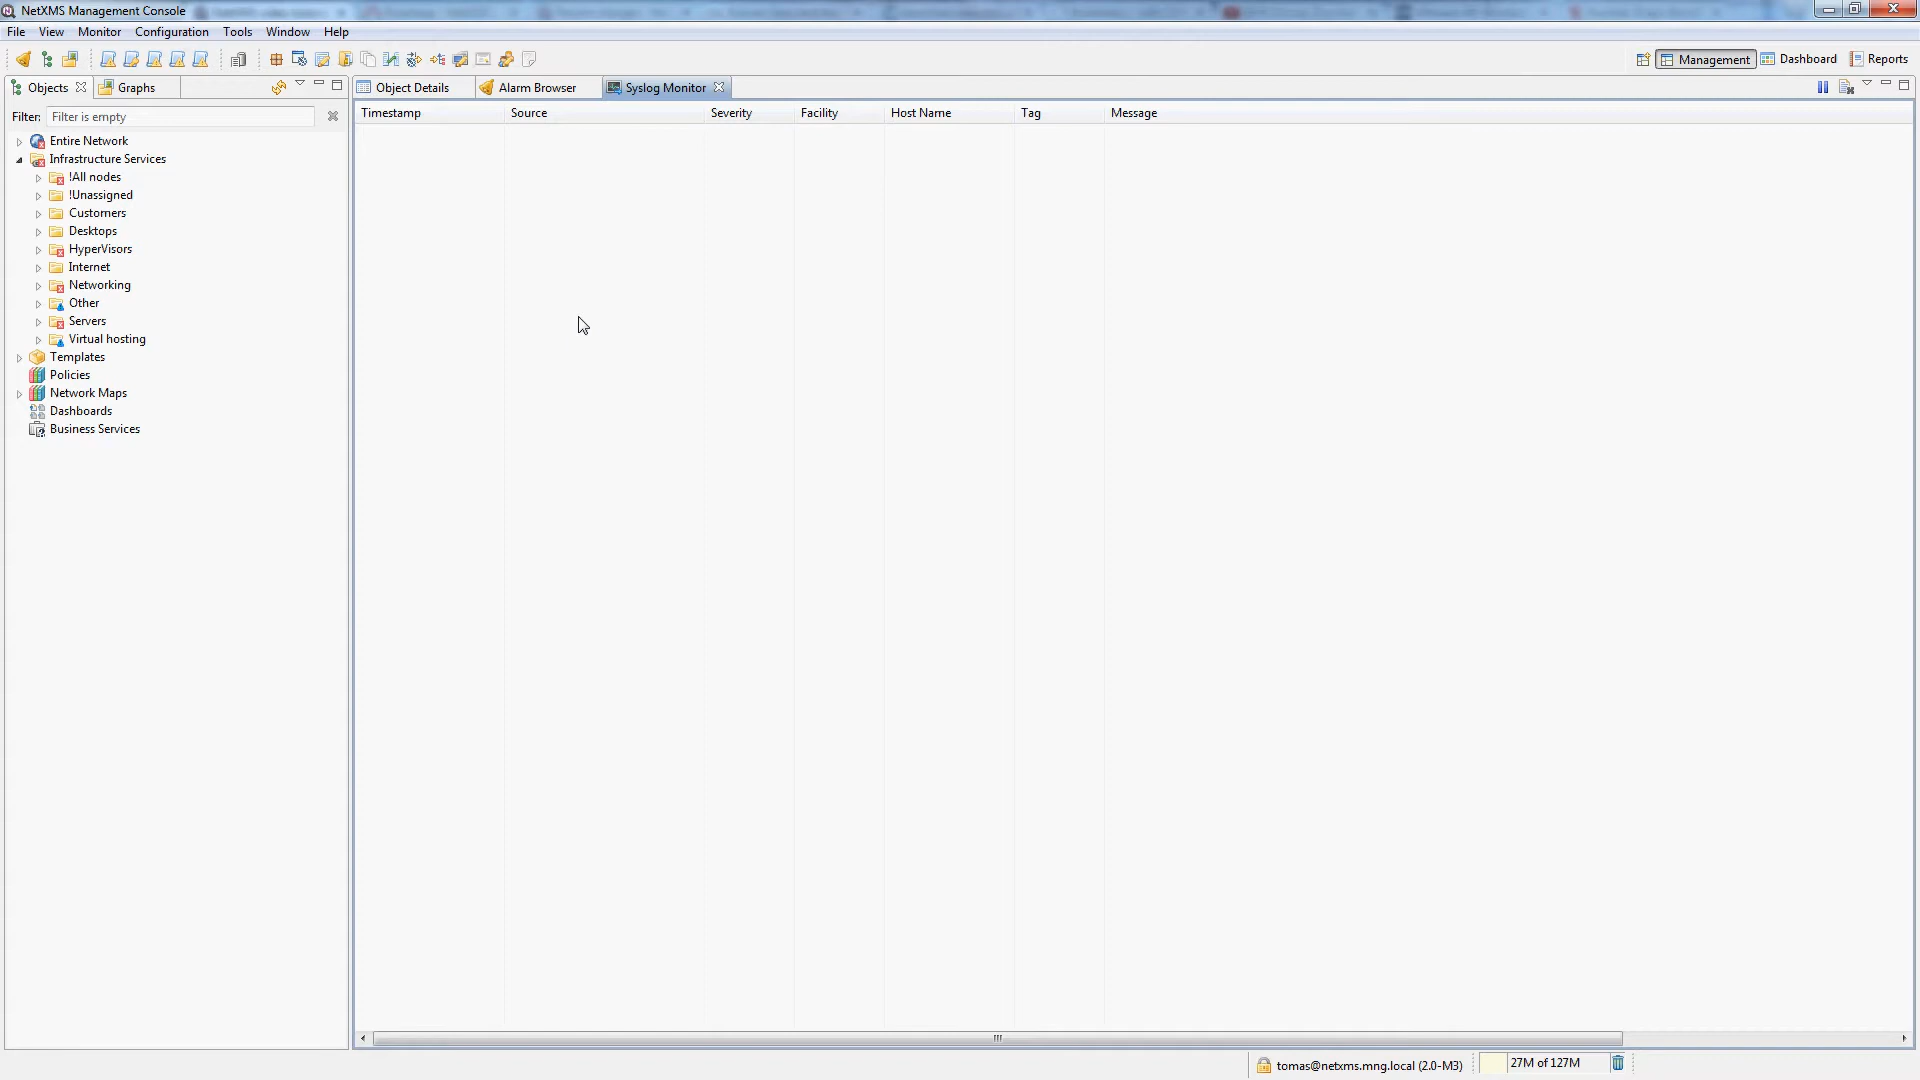 NetXMS Management Console
File View Monitor Configuration Tools Window Help
Management Dashboard Reports
Objects Graphs
Object Details Alarm Browser Syslog Monitor
Filter: Filter is empty
Timestamp Source Severity Facility Host Name Tag Message
Entire Network
Infrastructure Services
!All nodes
!Unassigned
Customers
Desktops
HyperVisors
Internet
Networking
Other
Servers
Virtual hosting
Templates
Policies
Network Maps
Dashboards
Business Services
tomas@netxms.mng.local (2.0-M3) 27M of 127M